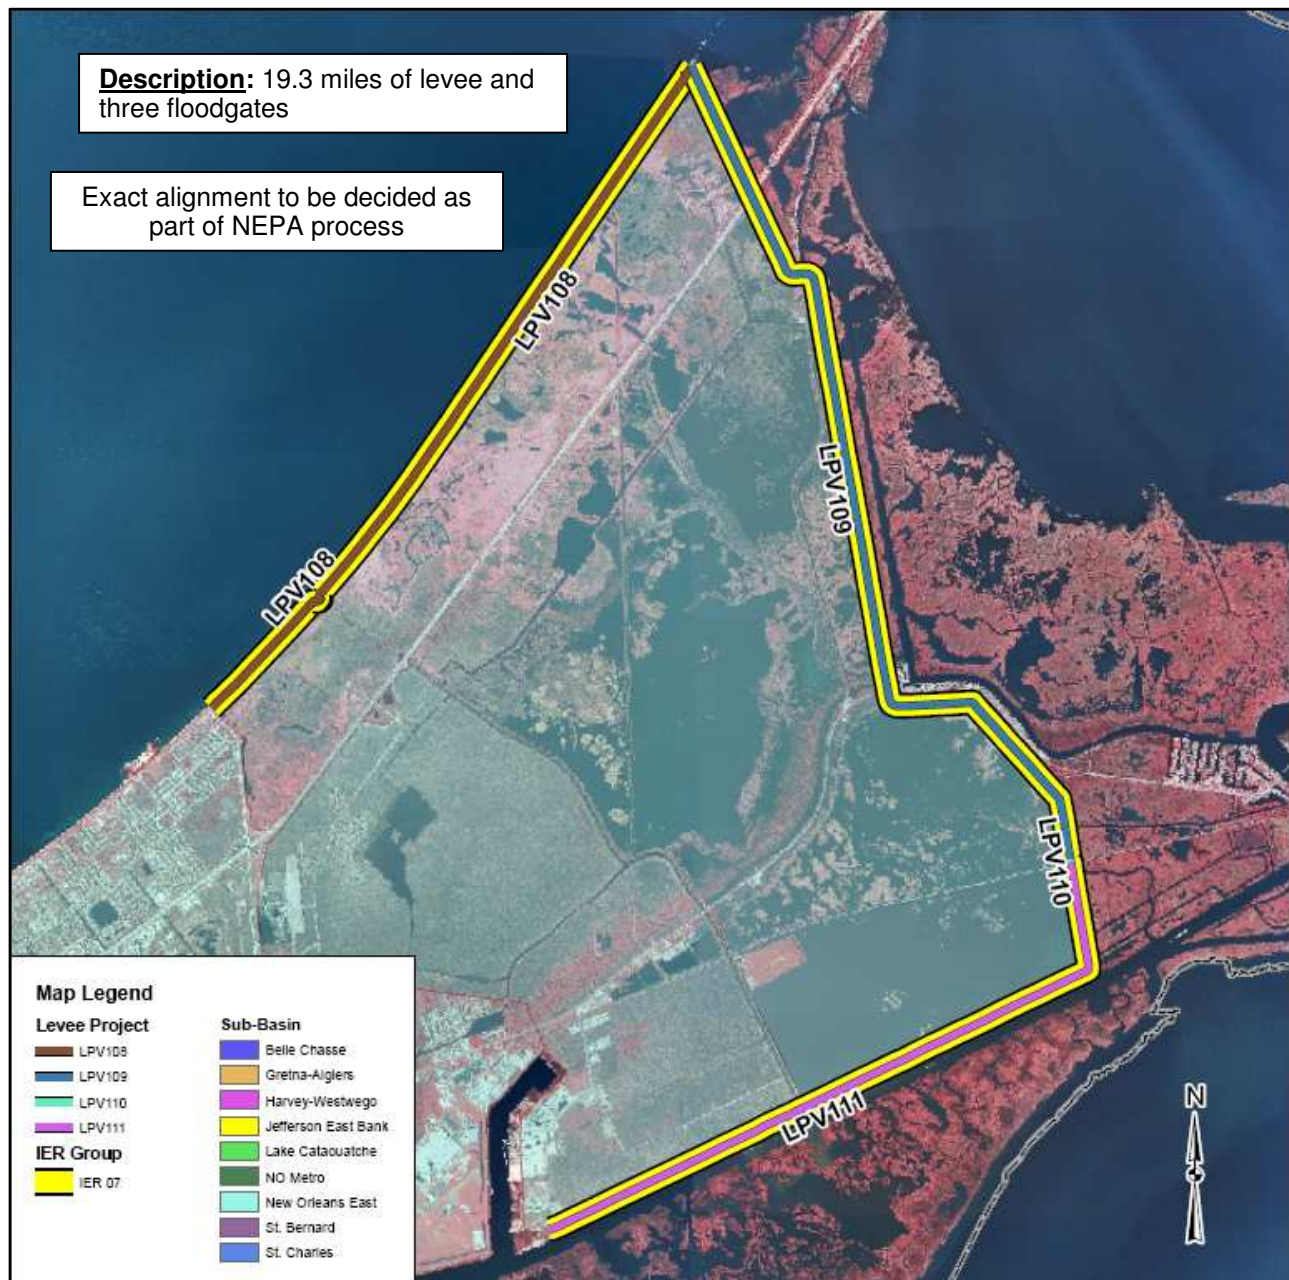 Description: 19.3 miles of levee and
three floodgates
Exact alignment to be decided as
part of NEPA process
LPV108
LPV109
LPV108
LPV110
LPV111
N
Map Legend
Levee Project
LPV108
LPV109
LPV110
LPV111
IER Group
IER 07
Sub-Basin
Belle Chasse
Gretna-Algiers
Harvey-Westwego
Jefferson East Bank
Lake Cataouatche
NO Metro
New Orleans East
St. Bernard
St. Charles